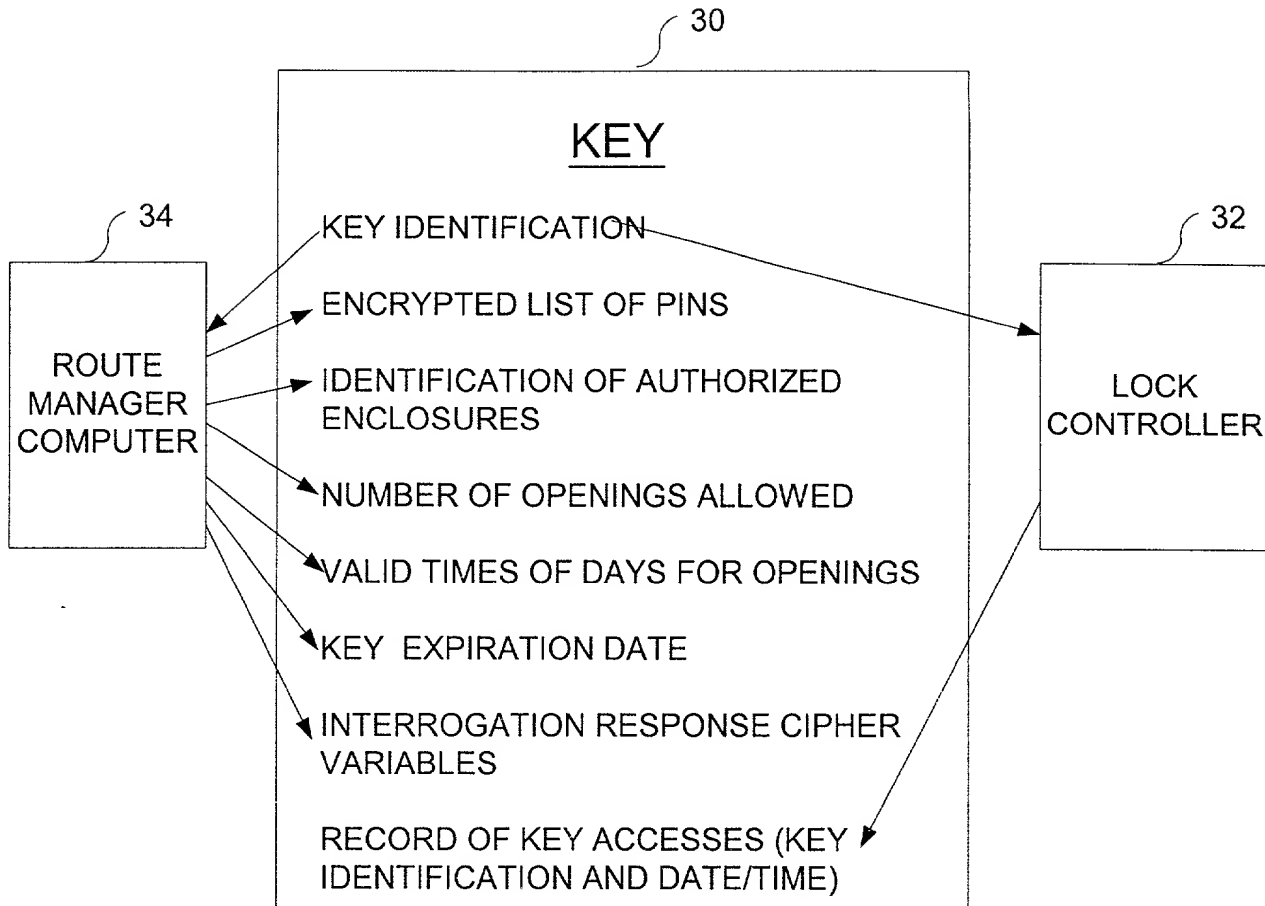 30
KEY
34
KEY IDENTIFICATION
32
ENCRYPTED LIST OF PINS
ROUTE
MANAGER
COMPUTER
IDENTIFICATION OF AUTHORIZED
ENCLOSURES
LOCK
CONTROLLER
NUMBER OF OPENINGS ALLOWED
VALID TIMES OF DAYS FOR OPENINGS
KEY EXPIRATION DATE
INTERROGATION RESPONSE CIPHER
VARIABLES
RECORD OF KEY ACCESSES (KEY
IDENTIFICATION AND DATE/TIME)